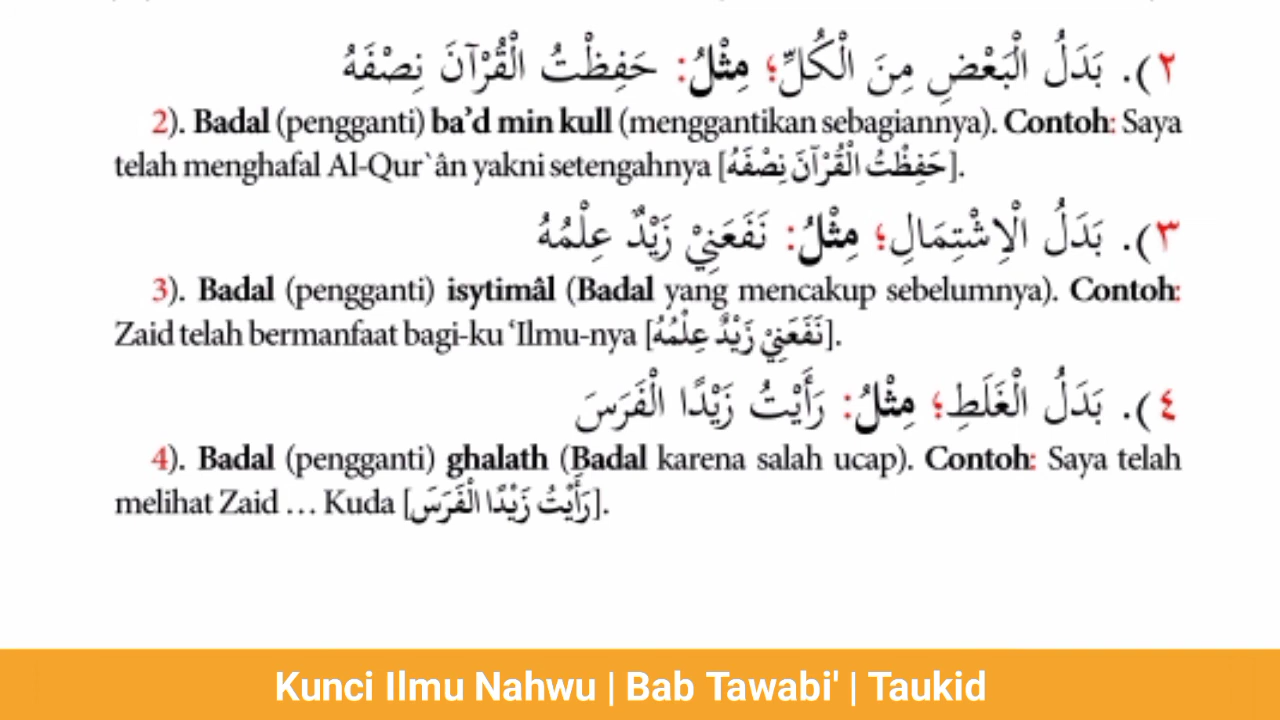 ٢). بَدَلُ الْبَعْضِ مِنَ الْكُلِّ؛ مِثْلُ: حَفِظْتُ الْقُرْآنَ نِصْفَهُ
2). Badal (pengganti) ba’d min kull (menggantikan sebagiannya). Contoh: Saya
telah menghafal Al-Qur`ân yakni setengahnya [حَفِظْتُ الْقُرْآنَ نِصْفَهُ].
٣). بَدَلُ الْاِشْتِمَالِ؛ مِثْلُ: نَفَعَنِيْ زَيْدٌ عِلْمُهُ
3). Badal (pengganti) isytimâl (Badal yang mencakup sebelumnya). Contoh:
Zaid telah bermanfaat bagi-ku ‘Ilmu-nya [نَفَعَنِيْ زَيْدٌ عِلْمُهُ].
٤). بَدَلُ الْغَلَطِ؛ مِثْلُ: رَأَيْتُ زَيْدًا الْفَرَسَ
4). Badal (pengganti) ghalath (Badal karena salah ucap). Contoh: Saya telah
melihat Zaid … Kuda [رَأَيْتُ زَيْدًا الْفَرَسَ].
Kunci Ilmu Nahwu | Bab Tawabi' | Taukid